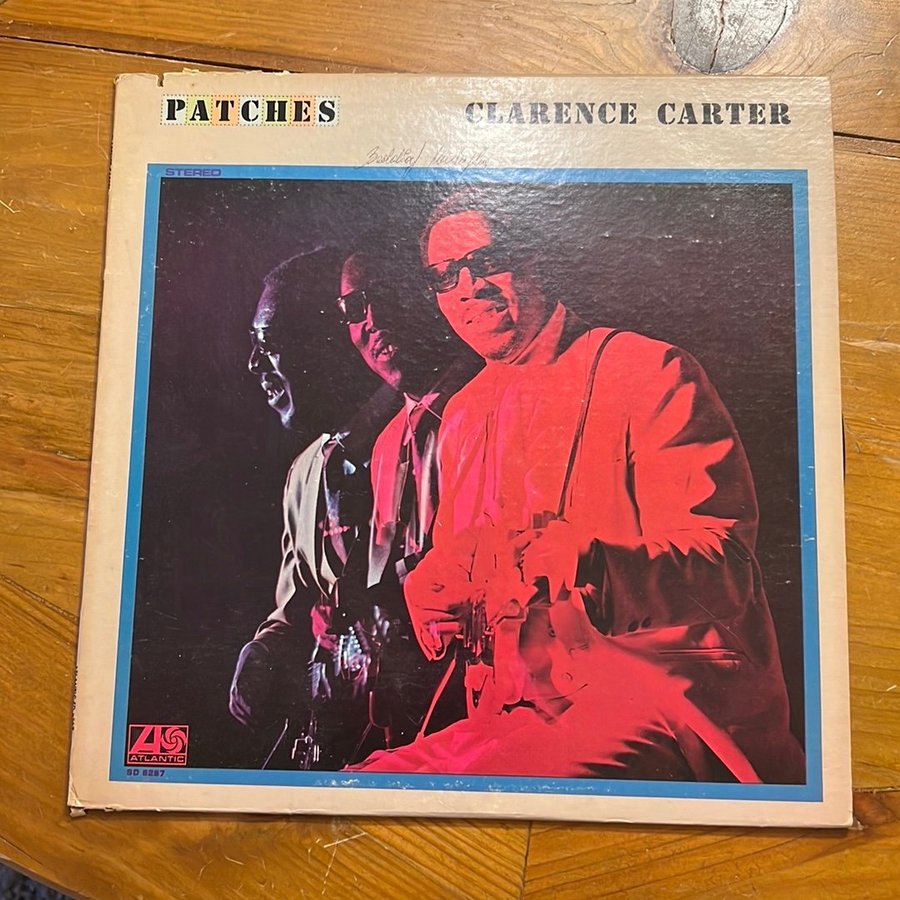 PATCHES
CLARENCE CARTER
STEREO
ATLANTIC
SD 8267